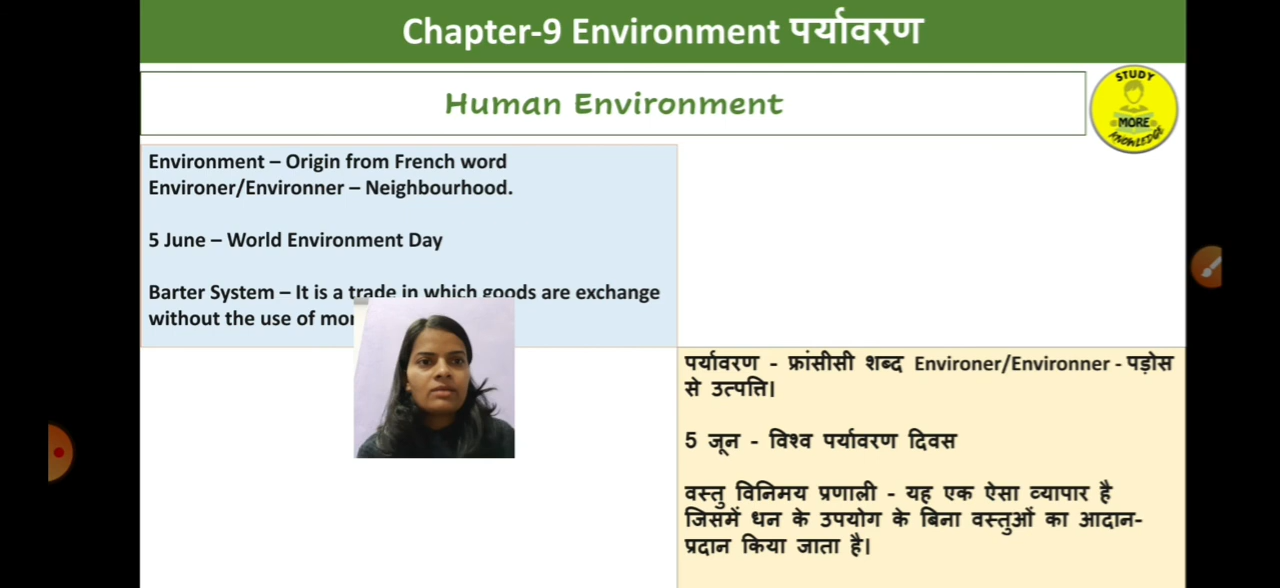 Chapter-9 Environment पर्यावरण
Human Environment
STUDY
MORE
KNOWLEDGE
Environment – Origin from French word
Environer/Environner – Neighbourhood.
5 June – World Environment Day
Barter System – It is a trade in which goods are exchange
without the use of
पर्यावरण - फ्रांसीसी शब्द Environer/Environner - पड़ोस
से उत्पत्ति।
5 जून - विश्व पर्यावरण दिवस
वस्तु विनिमय प्रणाली - यह एक ऐसा व्यापार है
जिसमें धन के उपयोग के बिना वस्तुओं का आदान-
प्रदान किया जाता है।